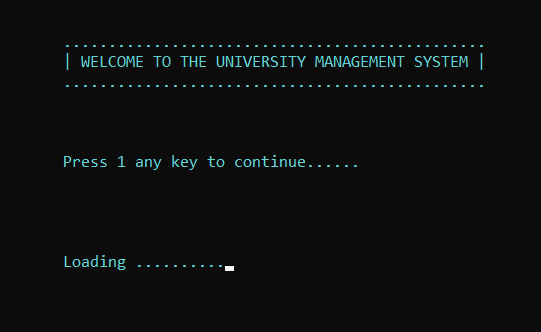 ...............................................
| WELCOME TO THE UNIVERSITY MANAGEMENT SYSTEM |
...............................................
Press 1 any key to continue......
Loading ..........